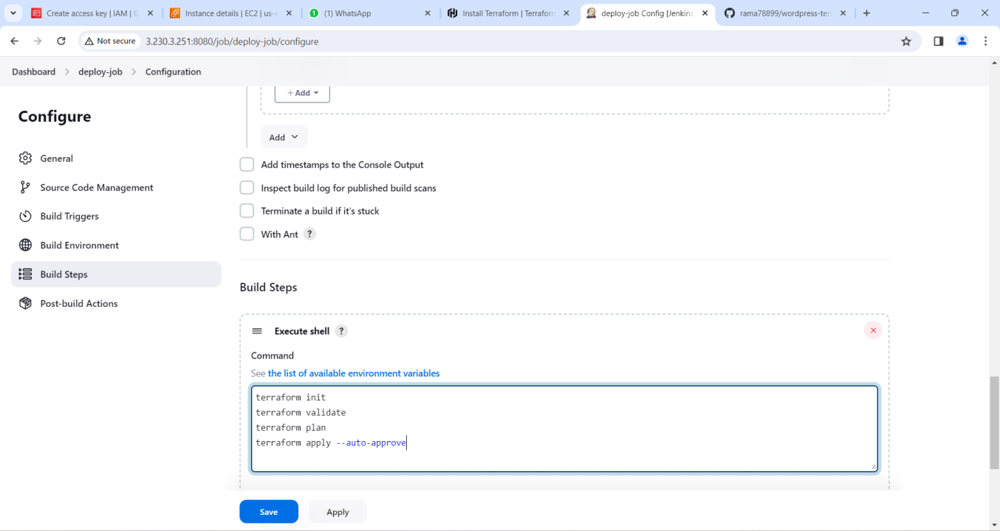 Create access key | IAM | G
Instance details | EC2 | us-e
(1) WhatsApp
Install Terraform | Terraform
deploy-job Config [Jenkins
rama78899/wordpress-terr
Not secure
3.230.3.251:8080/job/deploy-job/configure
Dashboard > deploy-job > Configuration
Configure
General
Source Code Management
Build Triggers
Build Environment
Build Steps
Post-build Actions
+ Add
Add
Add timestamps to the Console Output
Inspect build log for published build scans
Terminate a build if it's stuck
With Ant ?
Build Steps
Execute shell ?
Command
See the list of available environment variables
terraform init
terraform validate
terraform plan
terraform apply --auto-approve
Save
Apply